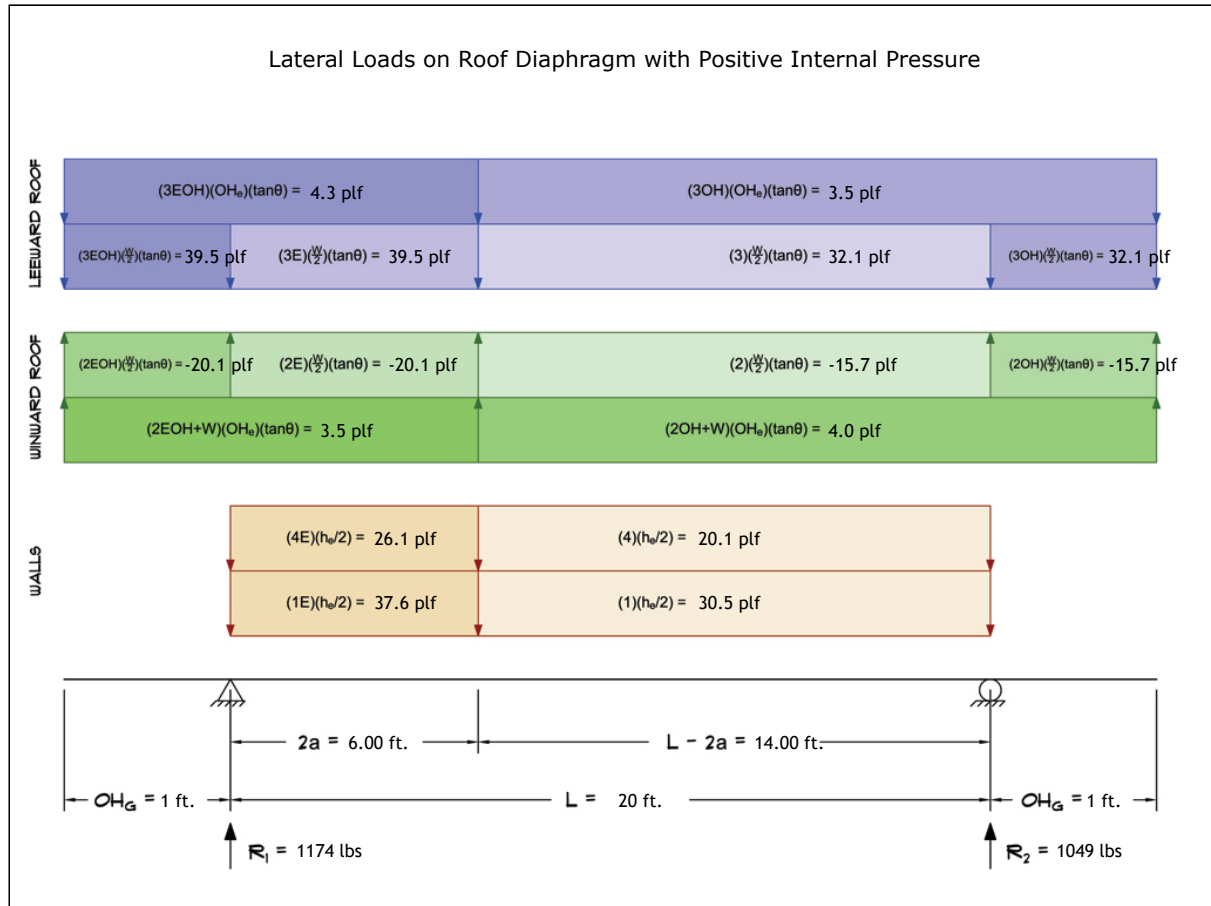 Lateral Loads on Roof Diaphragm with Positive Internal Pressure
LEEWARD ROOF
(3EOH)(OHₑ)(tanθ) = 4.3 plf
(3OH)(OHₑ)(tanθ) = 3.5 plf
(3EOH)(W/2)(tanθ) = 39.5 plf
(3E)(W/2)(tanθ) = 39.5 plf
(3)(W/2)(tanθ) = 32.1 plf
(3OH)(W/2)(tanθ) = 32.1 plf
WINWARD ROOF
(2EOH)(W/2)(tanθ) = -20.1 plf
(2E)(W/2)(tanθ) = -20.1 plf
(2)(W/2)(tanθ) = -15.7 plf
(2OH)(W/2)(tanθ) = -15.7 plf
(2EOH+W)(OHₑ)(tanθ) = 3.5 plf
(2OH+W)(OHₑ)(tanθ) = 4.0 plf
WALLS
(4E)(hₑ/2) = 26.1 plf
(4)(hₑ/2) = 20.1 plf
(1E)(hₑ/2) = 37.6 plf
(1)(hₑ/2) = 30.5 plf
2a = 6.00 ft.
L - 2a = 14.00 ft.
OH_G = 1 ft.
L = 20 ft.
OH_G = 1 ft.
R₁ = 1174 lbs
R₂ = 1049 lbs